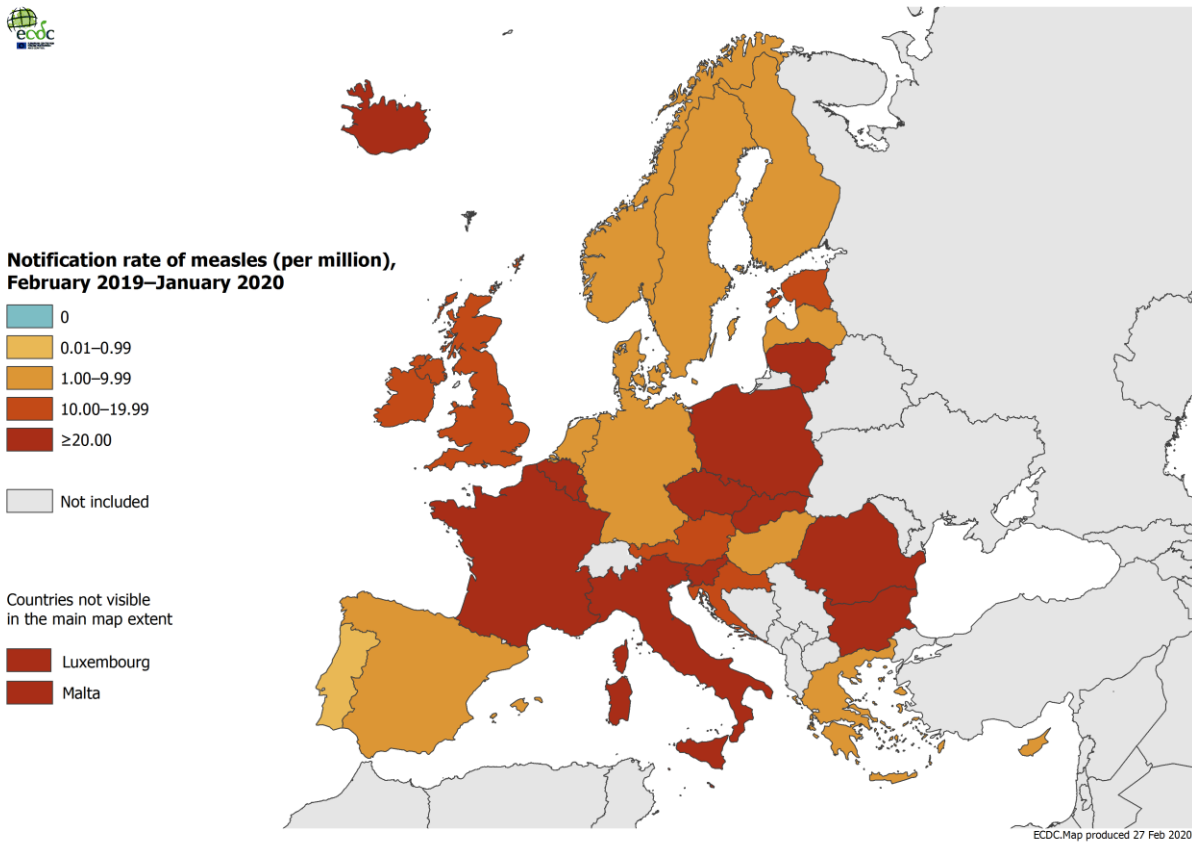 ecdc
Notification rate of measles (per million),
February 2019–January 2020
0
0.01–0.99
1.00–9.99
10.00–19.99
≥20.00
Not included
Countries not visible
in the main map extent
Luxembourg
Malta
ECDC.Map produced 27 Feb 2020